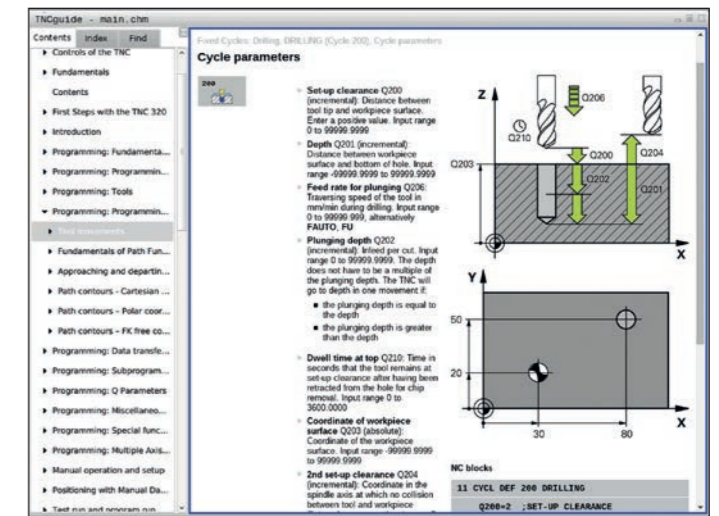 TNCguide - main.chm
Contents Index Find
Controls of the TNC
Fundamentals
Contents
First Steps with the TNC 320
Introduction
Programming: Fundamenta...
Programming: Programmin...
Programming: Tools
Programming: Programmin...
Tool movements
Fundamentals of Path Fun...
Approaching and departin...
Path contours - Cartesian ...
Path contours - Polar coor...
Path contours - FK free co...
Programming: Data transfe...
Programming: Subprogram...
Programming: Q Parameters
Programming: Miscellaneo...
Programming: Special func...
Programming: Multiple Axis...
Manual operation and setup
Positioning with Manual Da...
Test run and program run
Fixed Cycles: Drilling, DRILLING (Cycle 200), Cycle parameters
Cycle parameters
200
Set-up clearance Q200
(incremental): Distance between
tool tip and workpiece surface.
Enter a positive value. Input range
0 to 99999.9999
Depth Q201 (incremental):
Distance between workpiece
surface and bottom of hole. Input
range -99999.9999 to 99999.9999
Feed rate for plunging Q206:
Traversing speed of the tool in
mm/min during drilling. Input range
0 to 99999.999, alternatively
FAUTO, FU
Plunging depth Q202
(incremental): Infeed per cut. Input
range 0 to 99999.9999. The depth
does not have to be a multiple of
the plunging depth. The TNC will
go to depth in one movement if:
the plunging depth is equal to
the depth
the plunging depth is greater
than the depth
Dwell time at top Q210: Time in
seconds that the tool remains at
set-up clearance after having been
retracted from the hole for chip
removal. Input range 0 to
3600.0000
Coordinate of workpiece
surface Q203 (absolute):
Coordinate of the workpiece
surface. Input range -99999.9999
to 99999.9999
2nd set-up clearance Q204
(incremental): Coordinate in the
spindle axis at which no collision
between tool and workpiece
Z
Q206
Q210
Q200
Q204
Q203
Q202
Q201
X
Y
50
20
30
80
X
NC blocks
11 CYCL DEF 200 DRILLING
Q200=2 ;SET-UP CLEARANCE